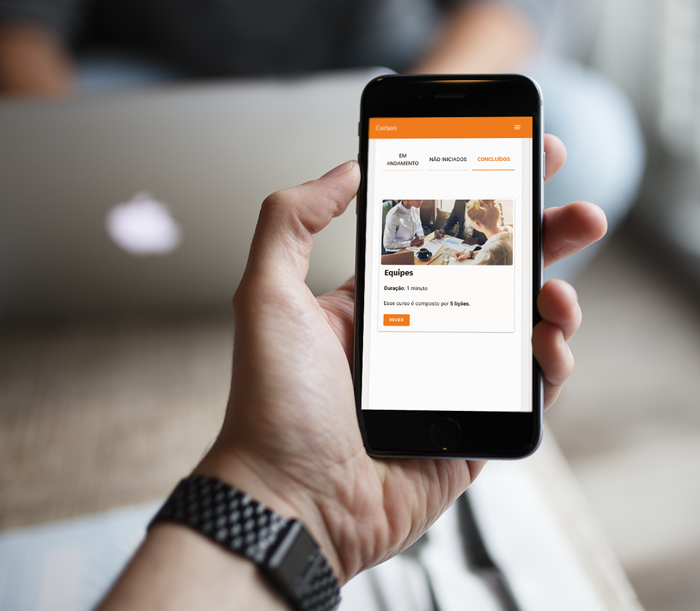 Cursos
EM
ANDAMENTO
NÃO INICIADOS
CONCLUÍDOS
Equipes
Duração: 1 minuto
Esse curso é composto por 5 lições.
REVER